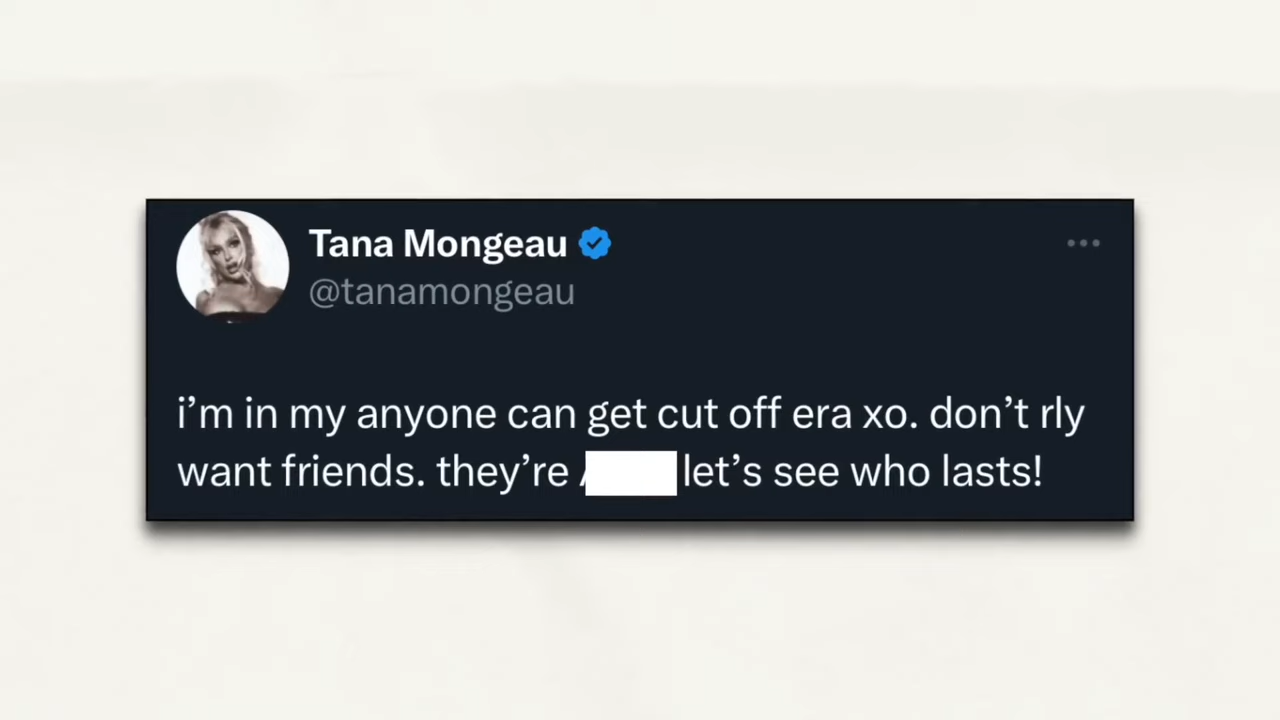 Tana Mongeau
@tanamongeau
i’m in my anyone can get cut off era xo. don’t rly
want friends. they’re let’s see who lasts!